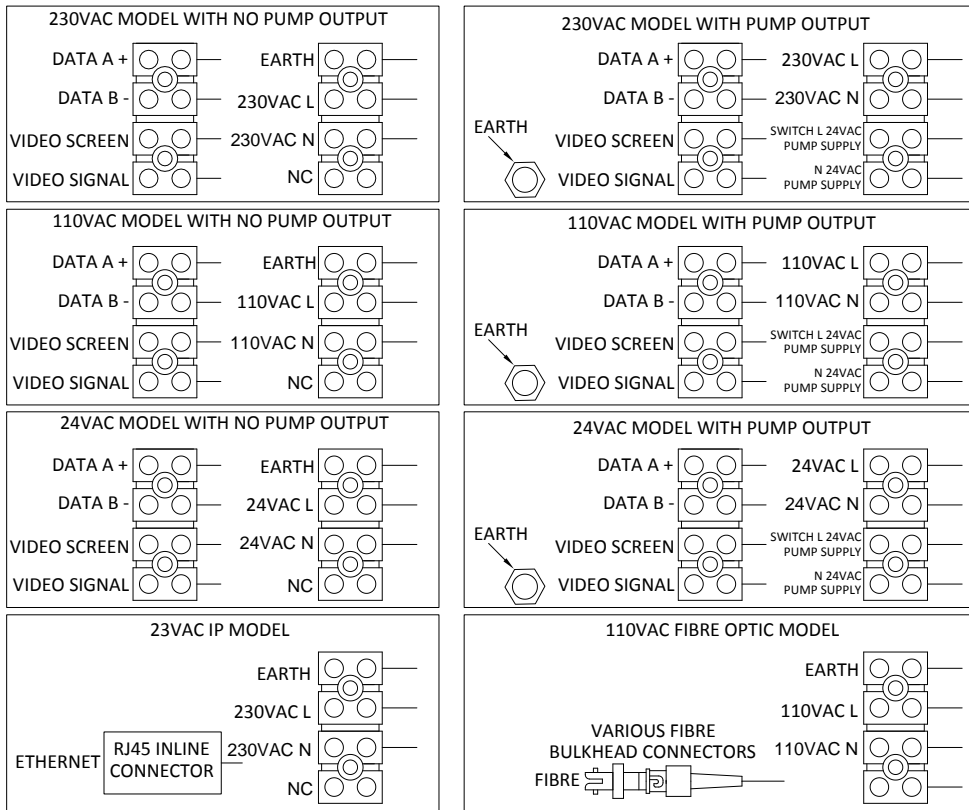 230VAC MODEL WITH NO PUMP OUTPUT
DATA A +
DATA B -
VIDEO SCREEN
VIDEO SIGNAL
EARTH
230VAC L
230VAC N
NC
230VAC MODEL WITH PUMP OUTPUT
EARTH
DATA A +
DATA B -
VIDEO SCREEN
VIDEO SIGNAL
230VAC L
230VAC N
SWITCH L 24VAC
PUMP SUPPLY
N 24VAC
PUMP SUPPLY
110VAC MODEL WITH NO PUMP OUTPUT
DATA A +
DATA B -
VIDEO SCREEN
VIDEO SIGNAL
EARTH
110VAC L
110VAC N
NC
110VAC MODEL WITH PUMP OUTPUT
EARTH
DATA A +
DATA B -
VIDEO SCREEN
VIDEO SIGNAL
110VAC L
110VAC N
SWITCH L 24VAC
PUMP SUPPLY
N 24VAC
PUMP SUPPLY
24VAC MODEL WITH NO PUMP OUTPUT
DATA A +
DATA B -
VIDEO SCREEN
VIDEO SIGNAL
EARTH
24VAC L
24VAC N
NC
24VAC MODEL WITH PUMP OUTPUT
EARTH
DATA A +
DATA B -
VIDEO SCREEN
VIDEO SIGNAL
24VAC L
24VAC N
SWITCH L 24VAC
PUMP SUPPLY
N 24VAC
PUMP SUPPLY
23VAC IP MODEL
ETHERNET
RJ45 INLINE
CONNECTOR
EARTH
230VAC L
230VAC N
NC
110VAC FIBRE OPTIC MODEL
VARIOUS FIBRE
BULKHEAD CONNECTORS
FIBRE
EARTH
110VAC L
110VAC N